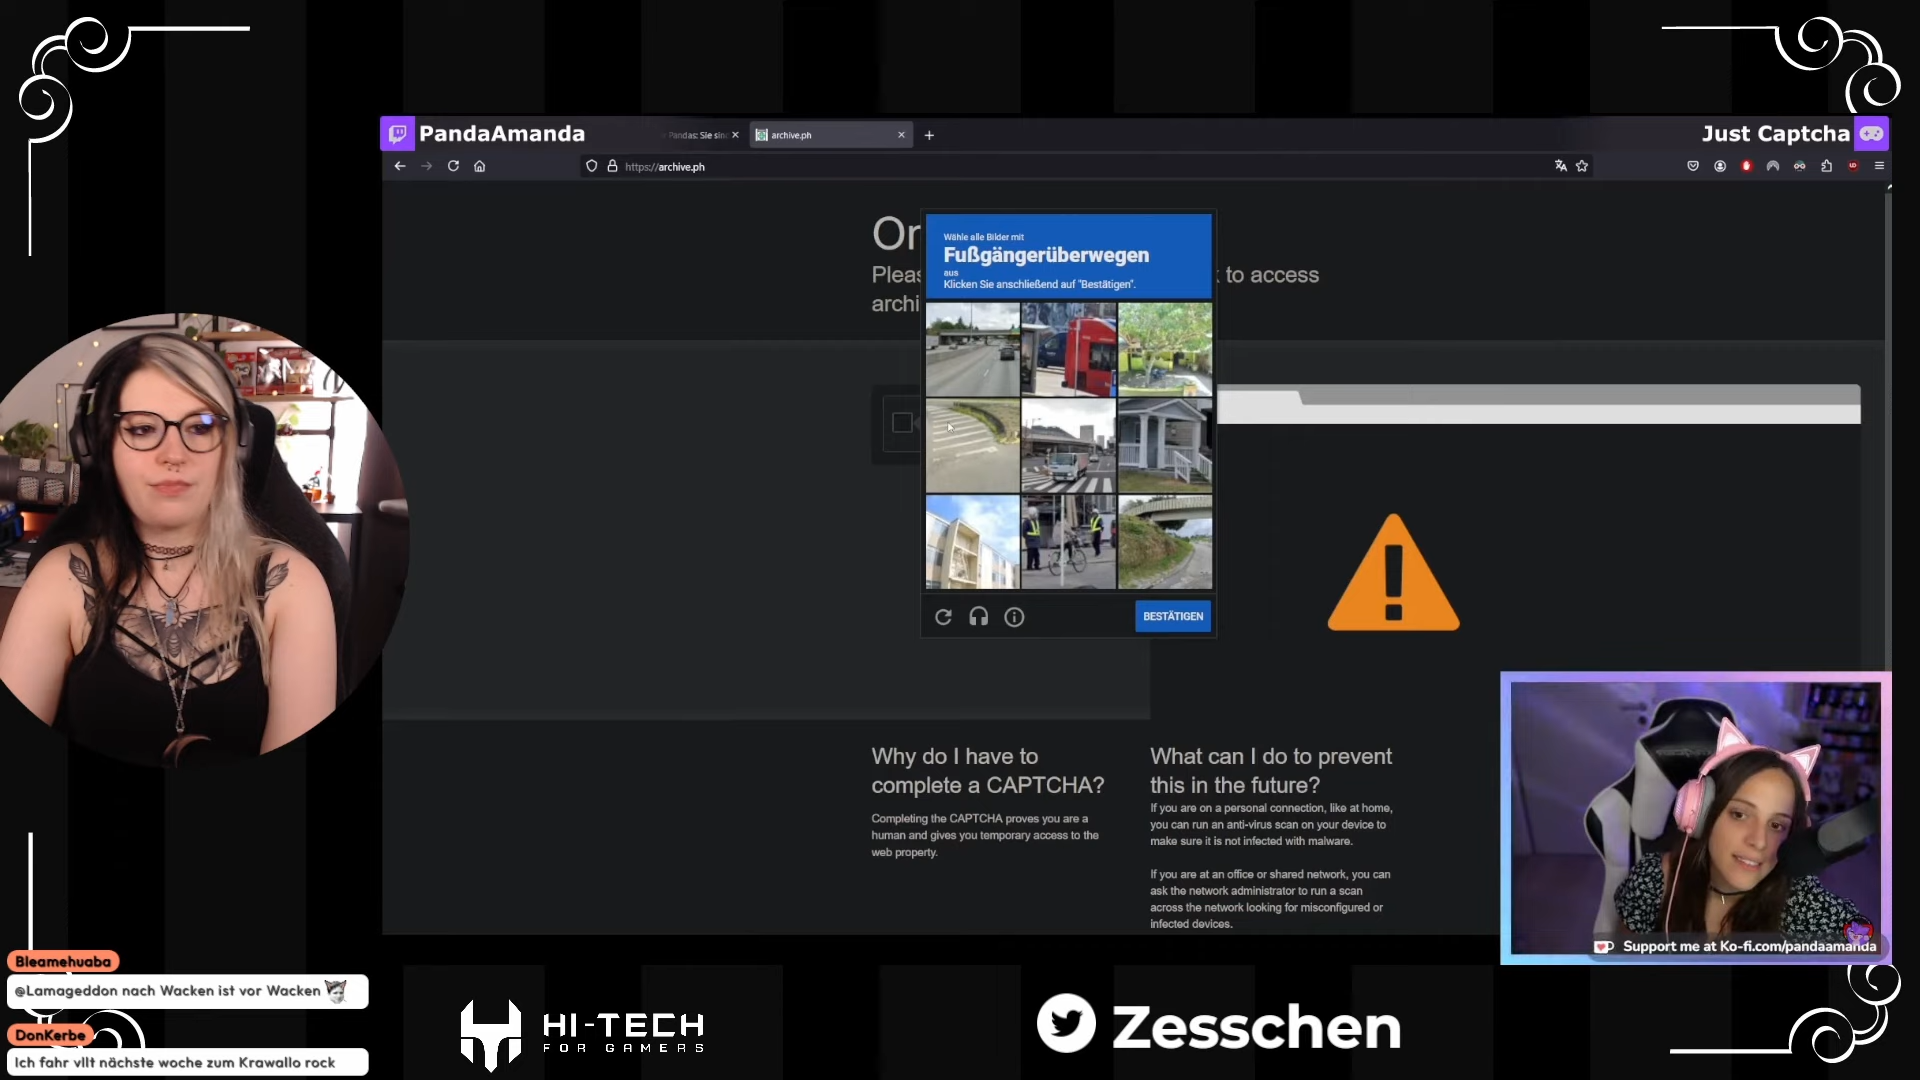 PandaAmanda
Pandas: Sie sin
archive.ph
Just Captcha
https://archive.ph
Or
Pleas
k to access
archi
Wähle alle Bilder mit
Fußgängerüberwegen
aus
Klicken Sie anschließend auf "Bestätigen".
BESTÄTIGEN
Why do I have to
complete a CAPTCHA?
Completing the CAPTCHA proves you are a
human and gives you temporary access to the
web property.
What can I do to prevent
this in the future?
If you are on a personal connection, like at home,
you can run an anti-virus scan on your device to
make sure it is not infected with malware.
If you are at an office or shared network, you can
ask the network administrator to run a scan
across the network looking for misconfigured or
infected devices.
Support me at Ko-fi.com/pandaamanda
Bleamehuaba
@Lamageddon nach Wacken ist vor Wacken
DonKerbe
Ich fahr vllt nächste woche zum Krawallo rock
HI-TECH
FOR GAMERS
Zesschen